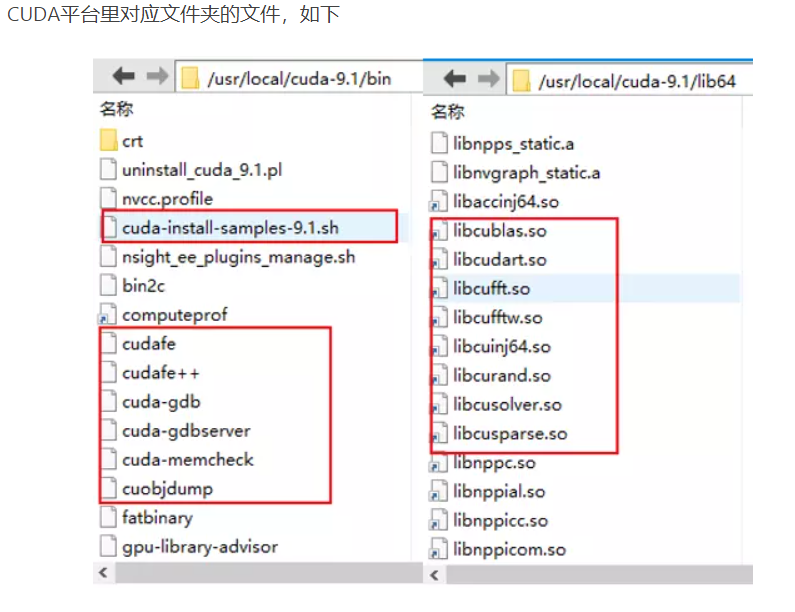 CUDA平台里对应文件夹的文件，如下
/usr/local/cuda-9.1/bin
名称
crt
uninstall_cuda_9.1.pl
nvcc.profile
cuda-install-samples-9.1.sh
nsight_ee_plugins_manage.sh
bin2c
computeprof
cudafe
cudafe++
cuda-gdb
cuda-gdbserver
cuda-memcheck
cuobjdump
fatbinary
gpu-library-advisor
/usr/local/cuda-9.1/lib64
名称
libnpps_static.a
libnvgraph_static.a
libaccinj64.so
libcublas.so
libcudart.so
libcufft.so
libcufftw.so
libcuinj64.so
libcurand.so
libcusolver.so
libcusparse.so
libnppc.so
libnppial.so
libnppicc.so
libnppicom.so